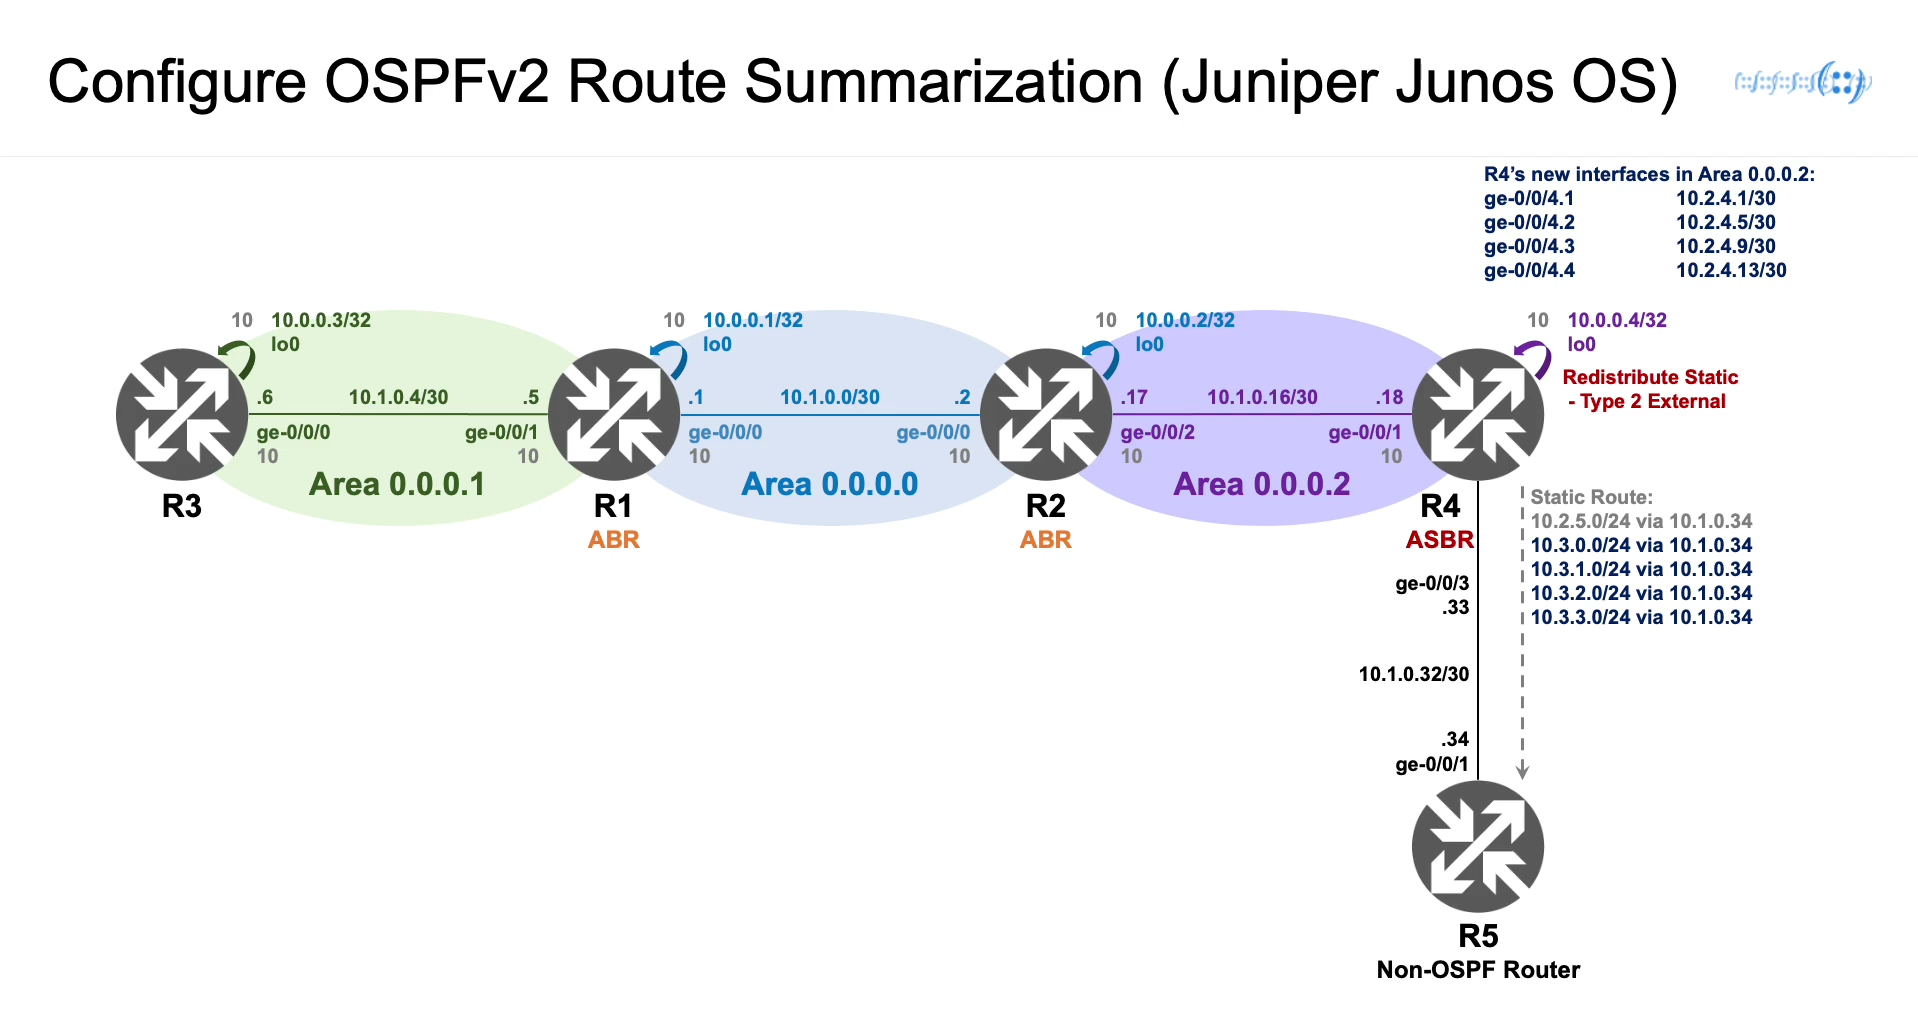 Configure OSPFv2 Route Summarization (Juniper Junos OS)
R4's new interfaces in Area 0.0.0.2:
ge-0/0/4.1 10.2.4.1/30
ge-0/0/4.2 10.2.4.5/30
ge-0/0/4.3 10.2.4.9/30
ge-0/0/4.4 10.2.4.13/30
10 10.0.0.3/32
lo0
.6 10.1.0.4/30 .5
ge-0/0/0 ge-0/0/1
10 10
Area 0.0.0.1
R3
10 10.0.0.1/32
lo0
.1 10.1.0.0/30 .2
ge-0/0/0 ge-0/0/0
10 10
Area 0.0.0.0
R1
ABR
10 10.0.0.2/32
lo0
.17 10.1.0.16/30 .18
ge-0/0/2 ge-0/0/1
10 10
Area 0.0.0.2
R2
ABR
10 10.0.0.4/32
lo0
Redistribute Static
- Type 2 External
R4
ASBR
Static Route:
10.2.5.0/24 via 10.1.0.34
10.3.0.0/24 via 10.1.0.34
10.3.1.0/24 via 10.1.0.34
10.3.2.0/24 via 10.1.0.34
10.3.3.0/24 via 10.1.0.34
ge-0/0/3
.33
10.1.0.32/30
.34
ge-0/0/1
R5
Non-OSPF Router